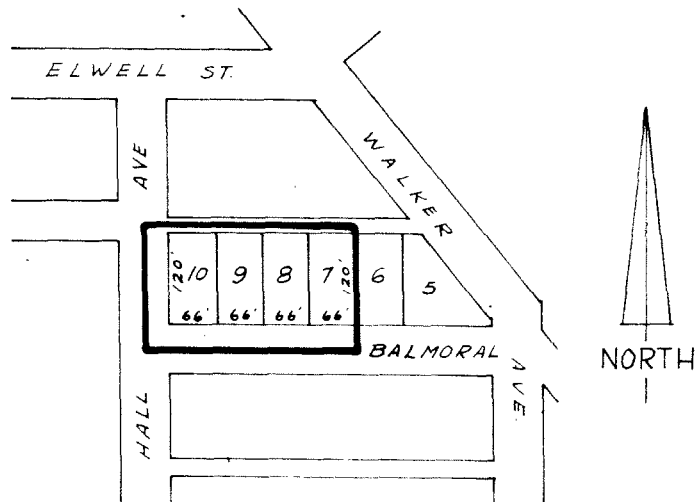 ELWELL ST.
WALKER
AVE
120' 10 9 8 7 120' 6 5
66' 66' 66' 66'
BALMORAL
AVE.
HALL
NORTH